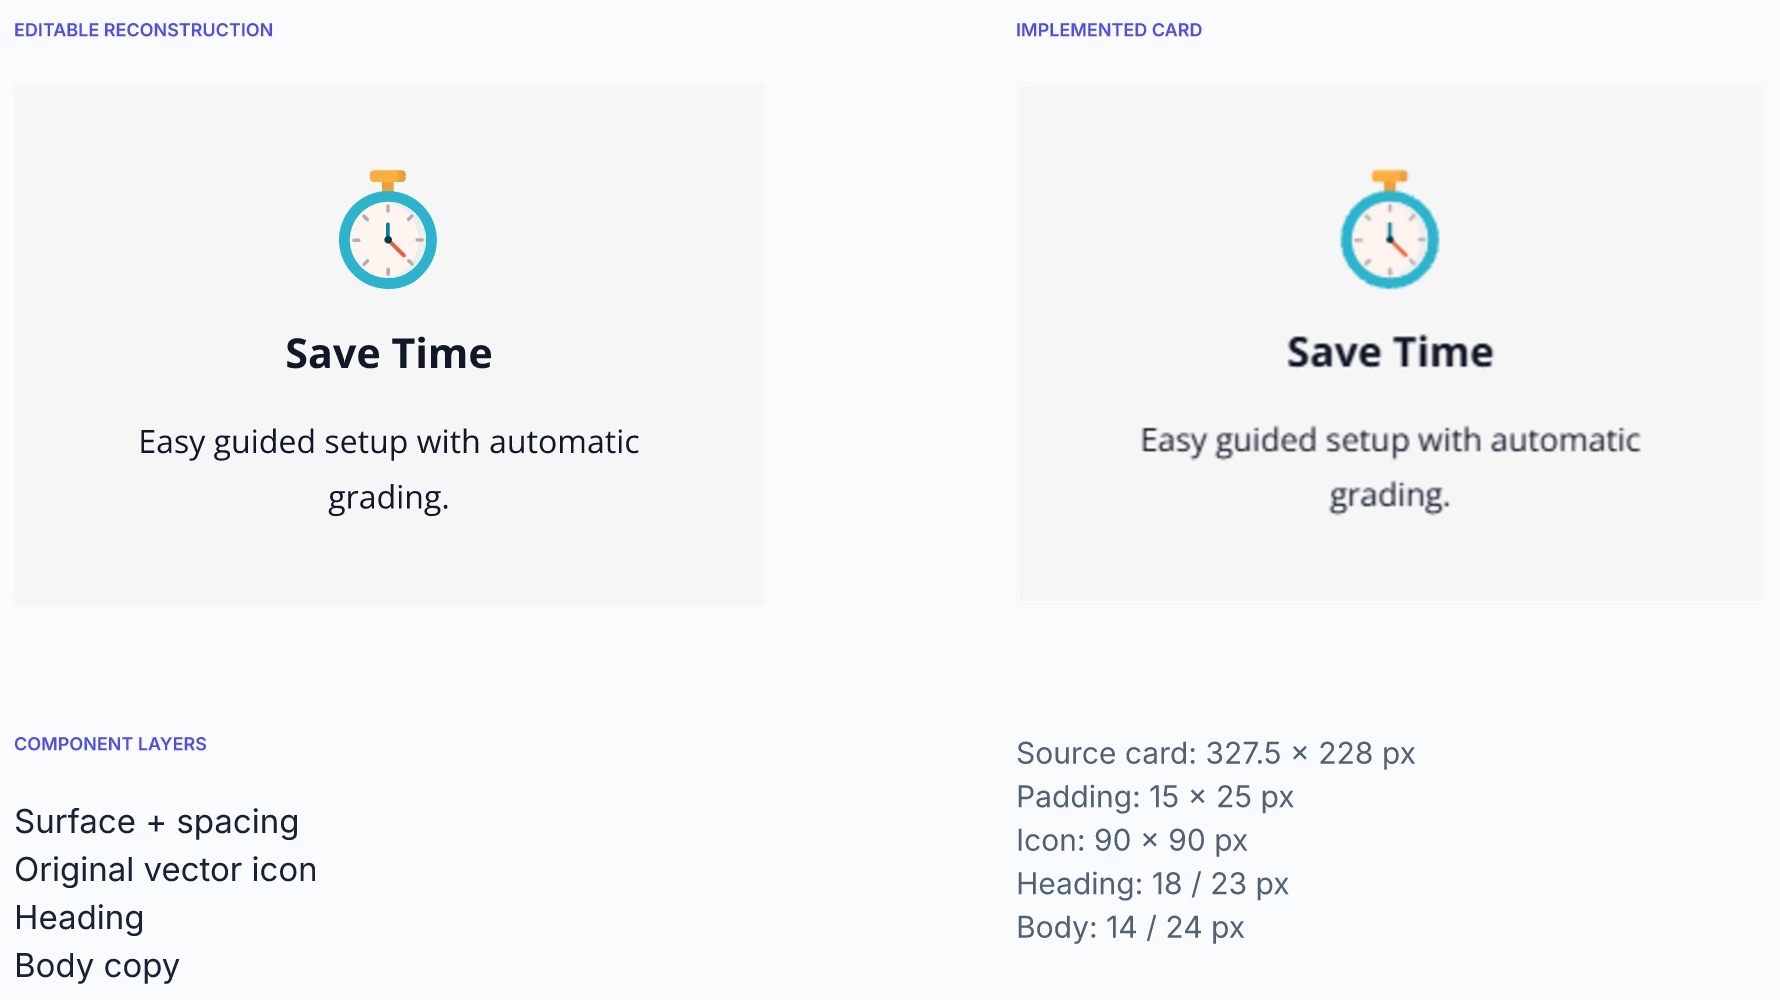 EDITABLE RECONSTRUCTION
Save Time
Easy guided setup with automatic
grading.
IMPLEMENTED CARD
Save Time
Easy guided setup with automatic
grading.
COMPONENT LAYERS
Surface + spacing
Original vector icon
Heading
Body copy
Source card: 327.5 × 228 px
Padding: 15 × 25 px
Icon: 90 × 90 px
Heading: 18 / 23 px
Body: 14 / 24 px